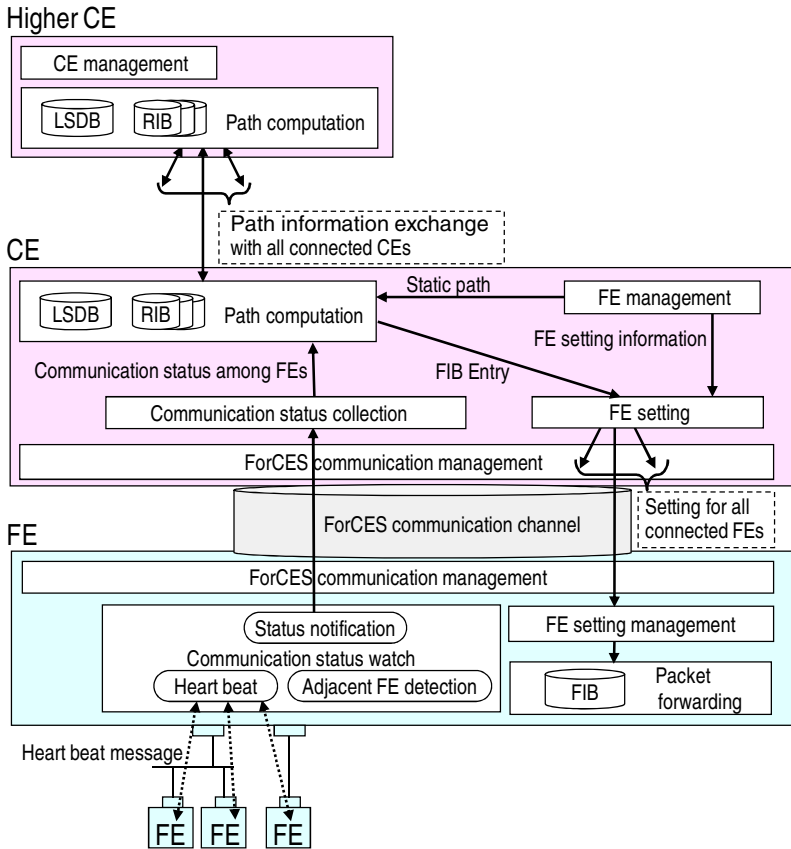 Higher CE
CE management
LSDB
RIB
Path computation
Path information exchange
with all connected CEs
CE
Static path
FE management
LSDB
RIB
Path computation
FE setting information
Communication status among FEs
FIB Entry
Communication status collection
FE setting
ForCES communication management
Setting for all
connected FEs
ForCES communication channel
FE
ForCES communication management
Status notification
FE setting management
Communication status watch
Heart beat
Adjacent FE detection
FIB
Packet
forwarding
Heart beat message
FE
FE
FE